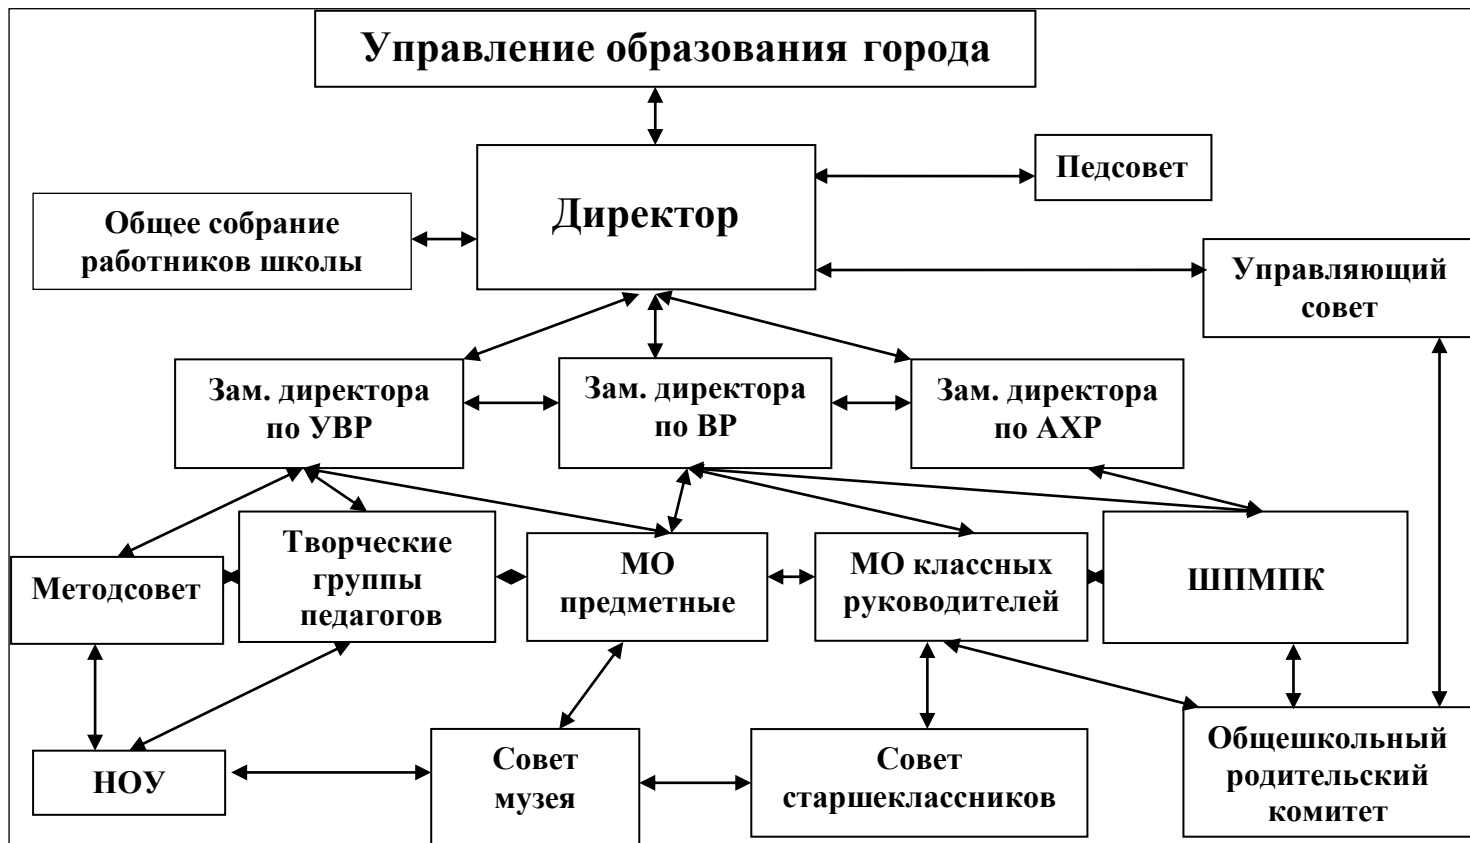 Управление образования города
Педсовет
Директор
Общее собрание
работников школы
Управляющий
совет
Зам. директора
по УВР
Зам. директора
по ВР
Зам. директора
по АХР
Методсовет
Творческие
группы
педагогов
МО
предметные
МО классных
руководителей
ШПМПК
НОУ
Совет
музея
Совет
старшеклассников
Общешкольный
родительский
комитет